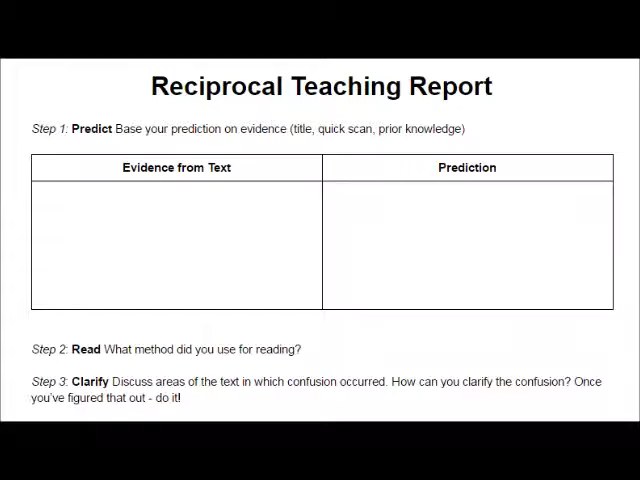 Reciprocal Teaching Report
Step 1: Predict Base your prediction on evidence (title, quick scan, prior knowledge)
Evidence from Text
Prediction
Step 2: Read What method did you use for reading?
Step 3: Clarify Discuss areas of the text in which confusion occurred. How can you clarify the confusion? Once
you've figured that out - do it!